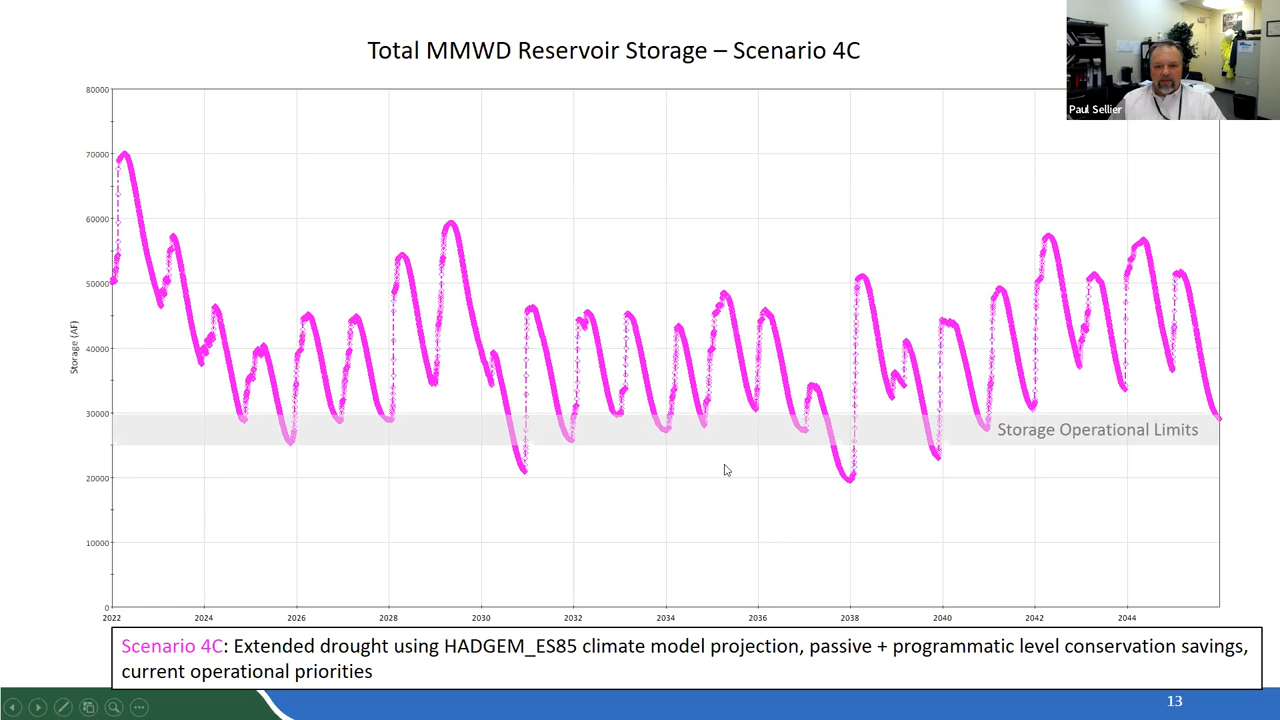 Total MMWD Reservoir Storage – Scenario 4C
Paul Sellier
80000
70000
60000
50000
40000
30000
20000
10000
0
Storage (AF)
Storage Operational Limits
2022 2024 2026 2028 2030 2032 2034 2036 2038 2040 2042 2044
Scenario 4C: Extended drought using HADGEM_ES85 climate model projection, passive + programmatic level conservation savings,
current operational priorities
13